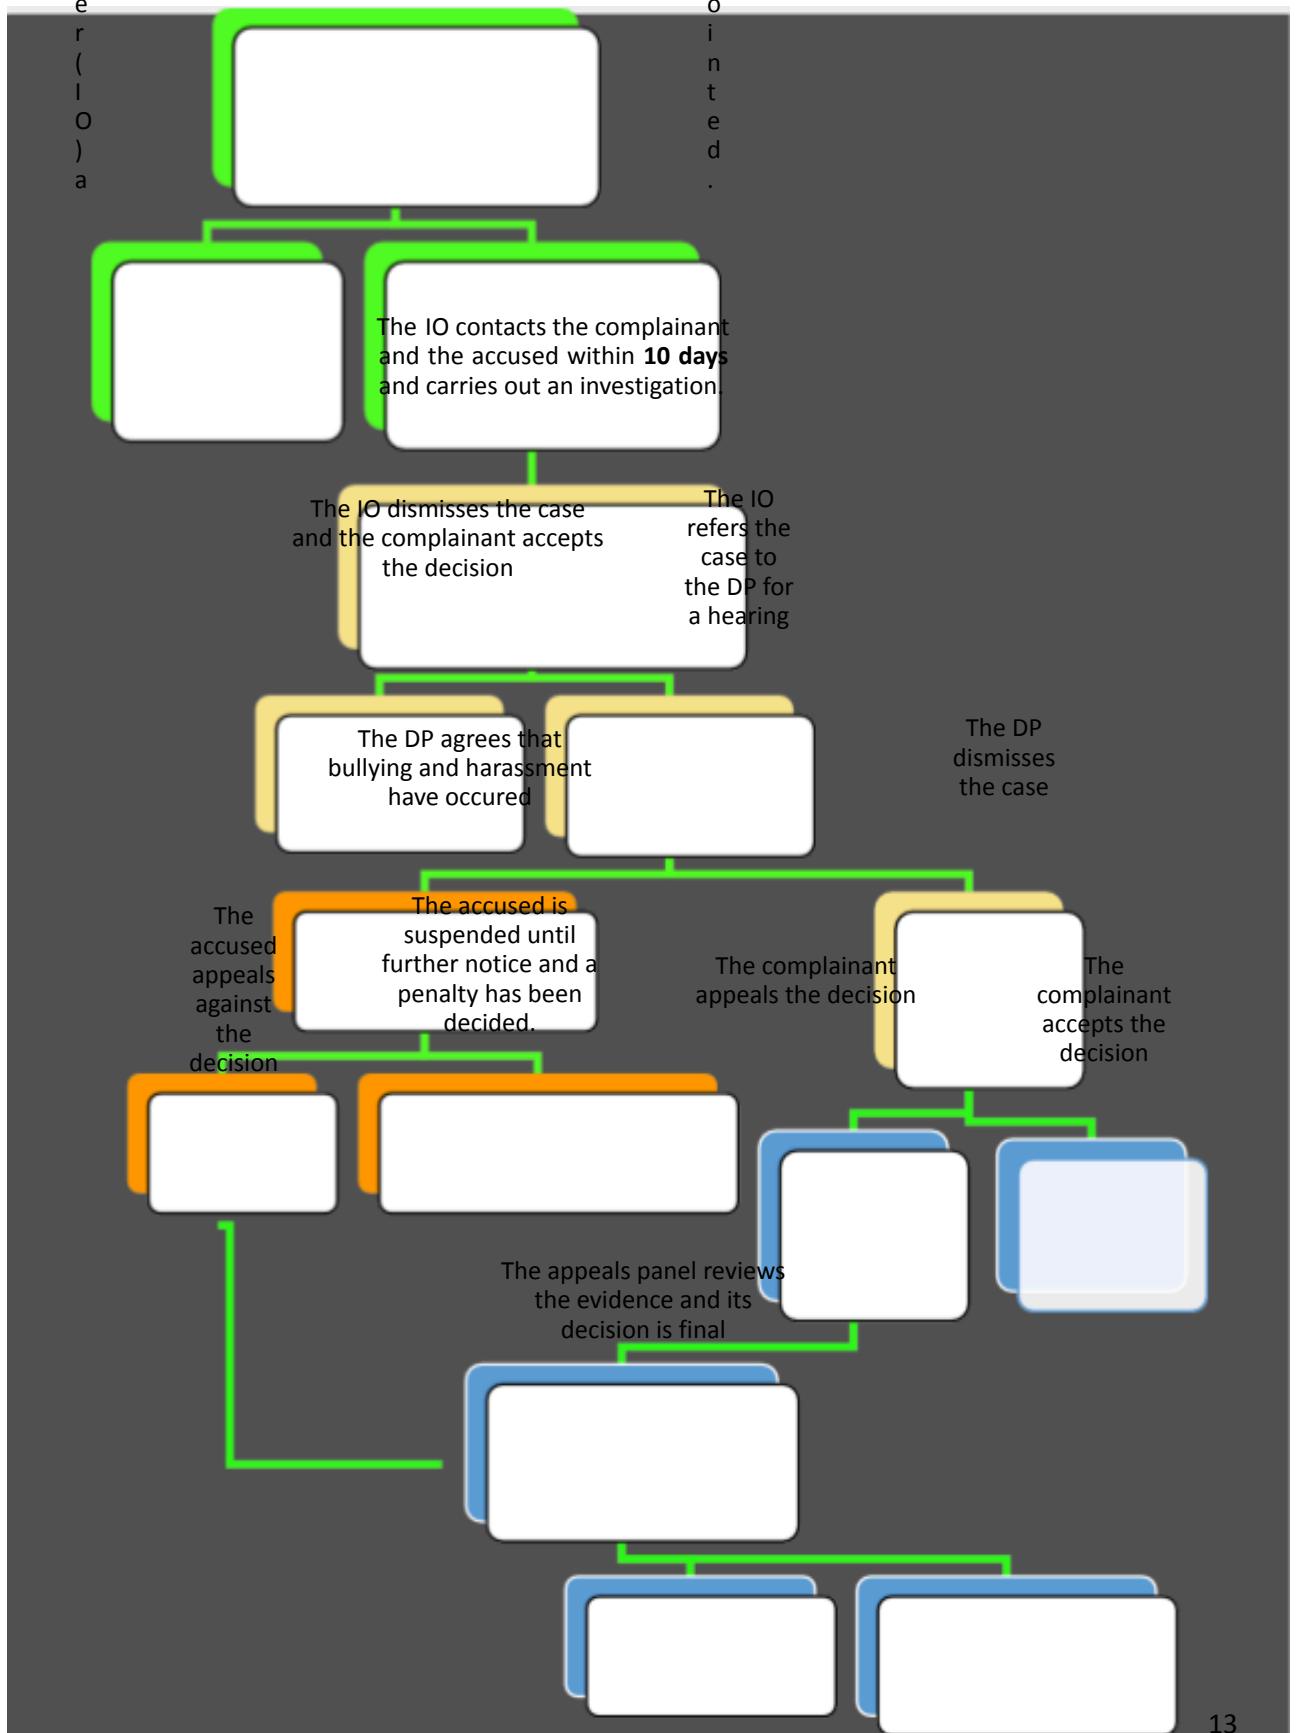 e
r
(
I
O
)
a
o
i
n
t
e
d
.
The IO contacts the complainant
and the accused within 10 days
and carries out an investigation.
The IO dismisses the case
and the complainant accepts
the decision
The IO
refers the
case to
the DP for
a hearing
The DP agrees that
bullying and harassment
have occured
The DP
dismisses
the case
The
accused
appeals
against
the
decision
The accused is
suspended until
further notice and a
penalty has been
decided.
The complainant
appeals the decision
The
complainant
accepts the
decision
The appeals panel reviews
the evidence and its
decision is final
13